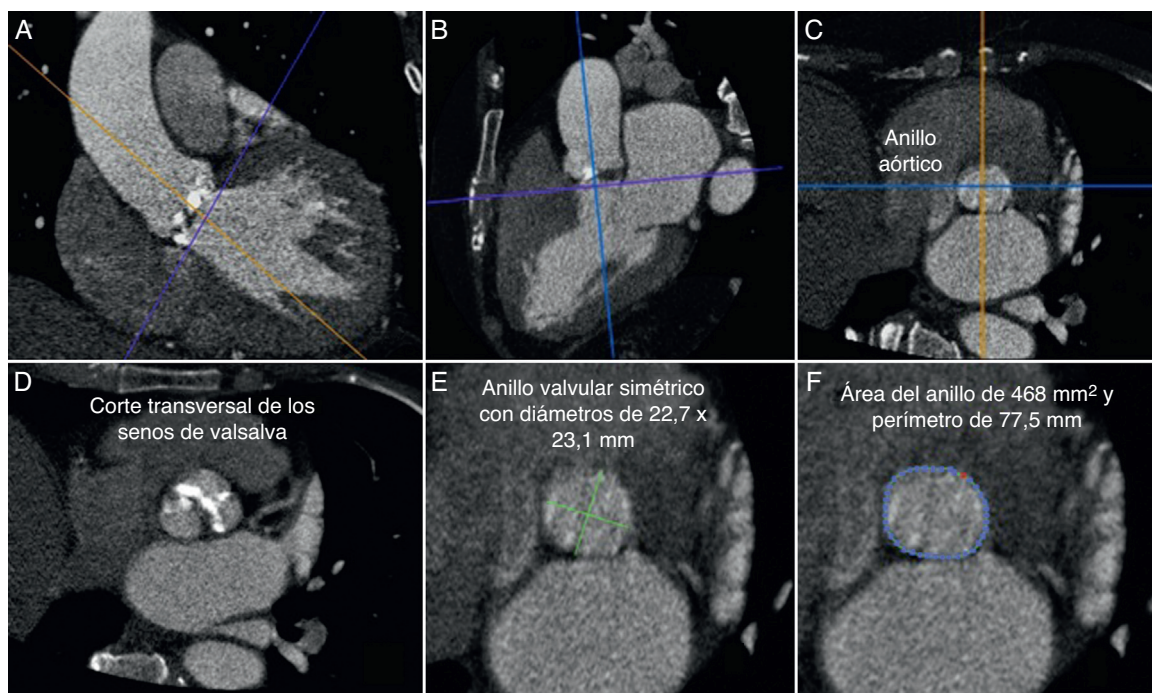 A
B
C
Anillo
aórtico
D
Corte transversal de los
senos de valsalva
E
Anillo valvular simétrico
con diámetros de 22,7 x
23,1 mm
F
Área del anillo de 468 mm² y
perímetro de 77,5 mm